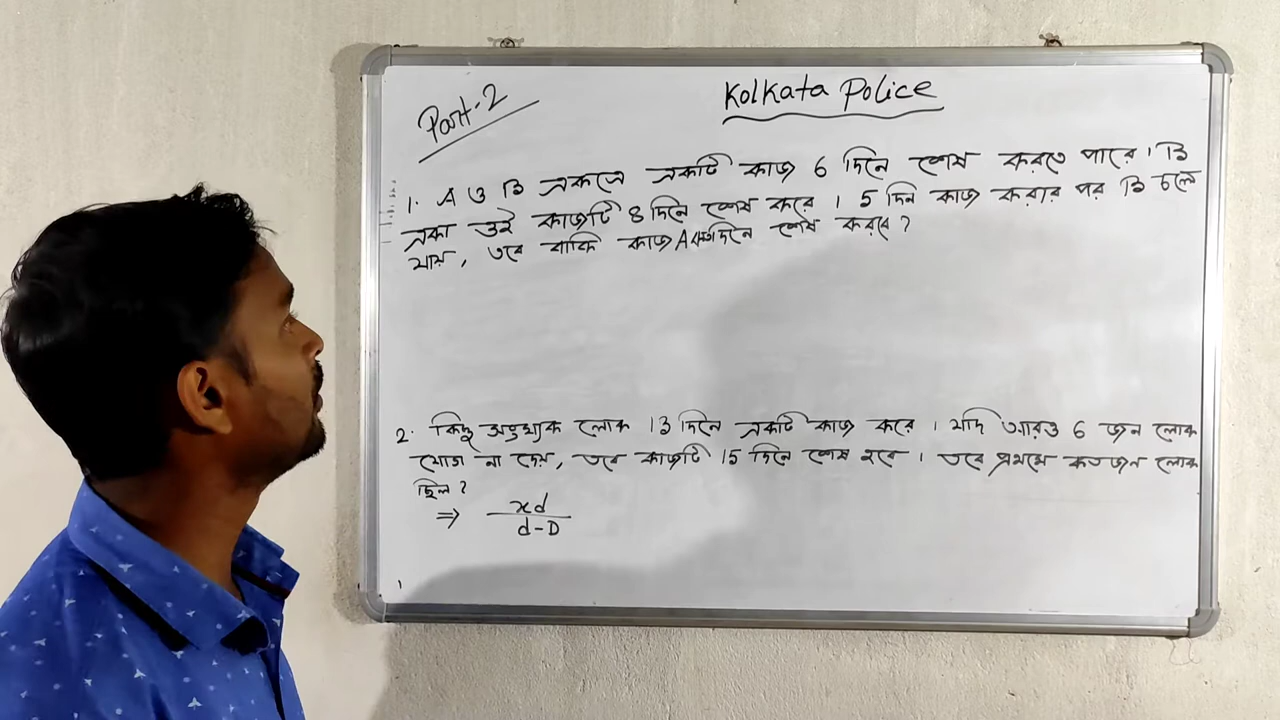 Part-2
Kolkata Police
1. A ও B একত্রে একটি কাজ 6 দিনে শেষ করতে পারে। B
একা ওই কাজটি 8 দিনে শেষ করে। 5 দিন কাজ করার পর B চলে
যায়, তবে বাকি কাজ A কতদিনে শেষ করবে?
2. কিছু সংখ্যক লোক 13 দিনে একটি কাজ করে। যদি আরও 6 জন লোক
যোগ না দেয়, তবে কাজটি 15 দিনে শেষ হবে। তবে প্রথমে কতজন লোক
ছিল?
⇒ xd
d-D